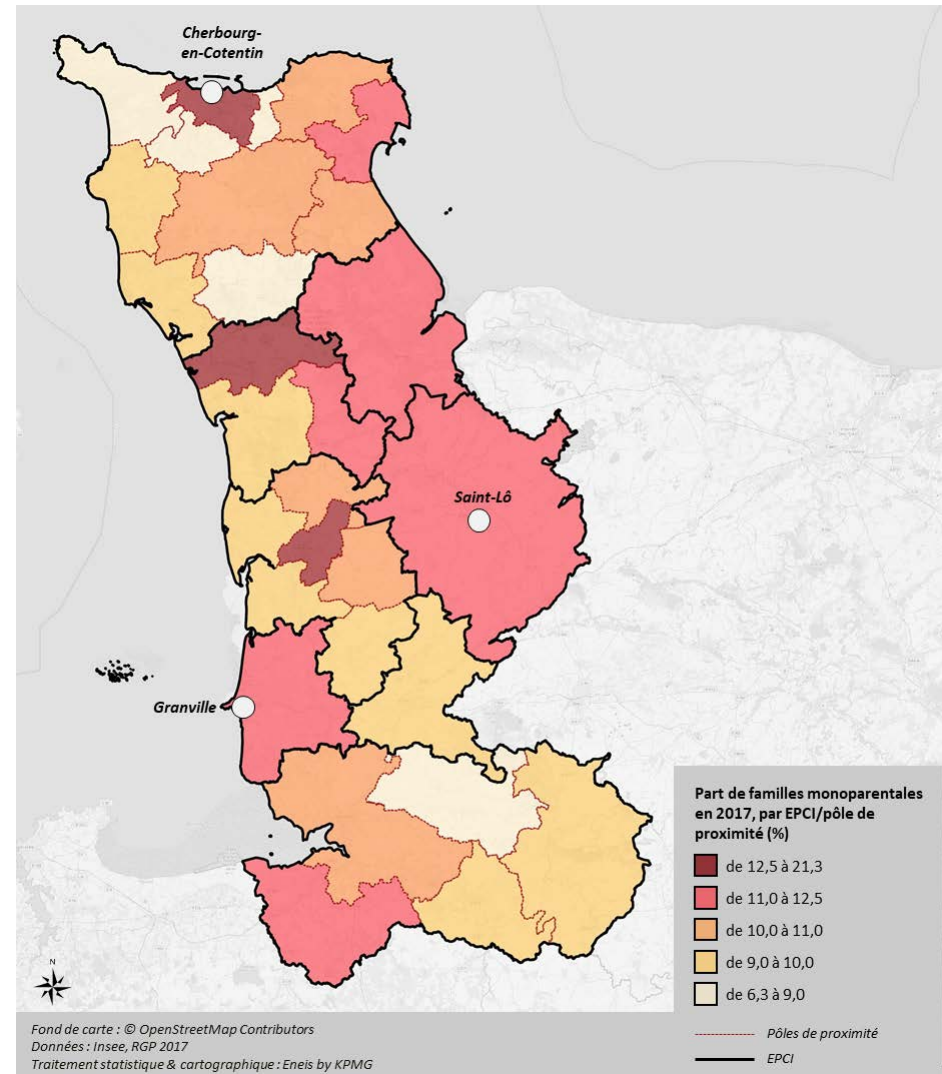 Cherbourg-
en-Cotentin
Saint-Lô
Granville
Part de familles monoparentales
en 2017, par EPCI/pôle de
proximité (%)
de 12,5 à 21,3
de 11,0 à 12,5
de 10,0 à 11,0
de 9,0 à 10,0
de 6,3 à 9,0
Pôles de proximité
EPCI
N
Fond de carte : © OpenStreetMap Contributors
Données : Insee, RGP 2017
Traitement statistique & cartographique : Eneis by KPMG